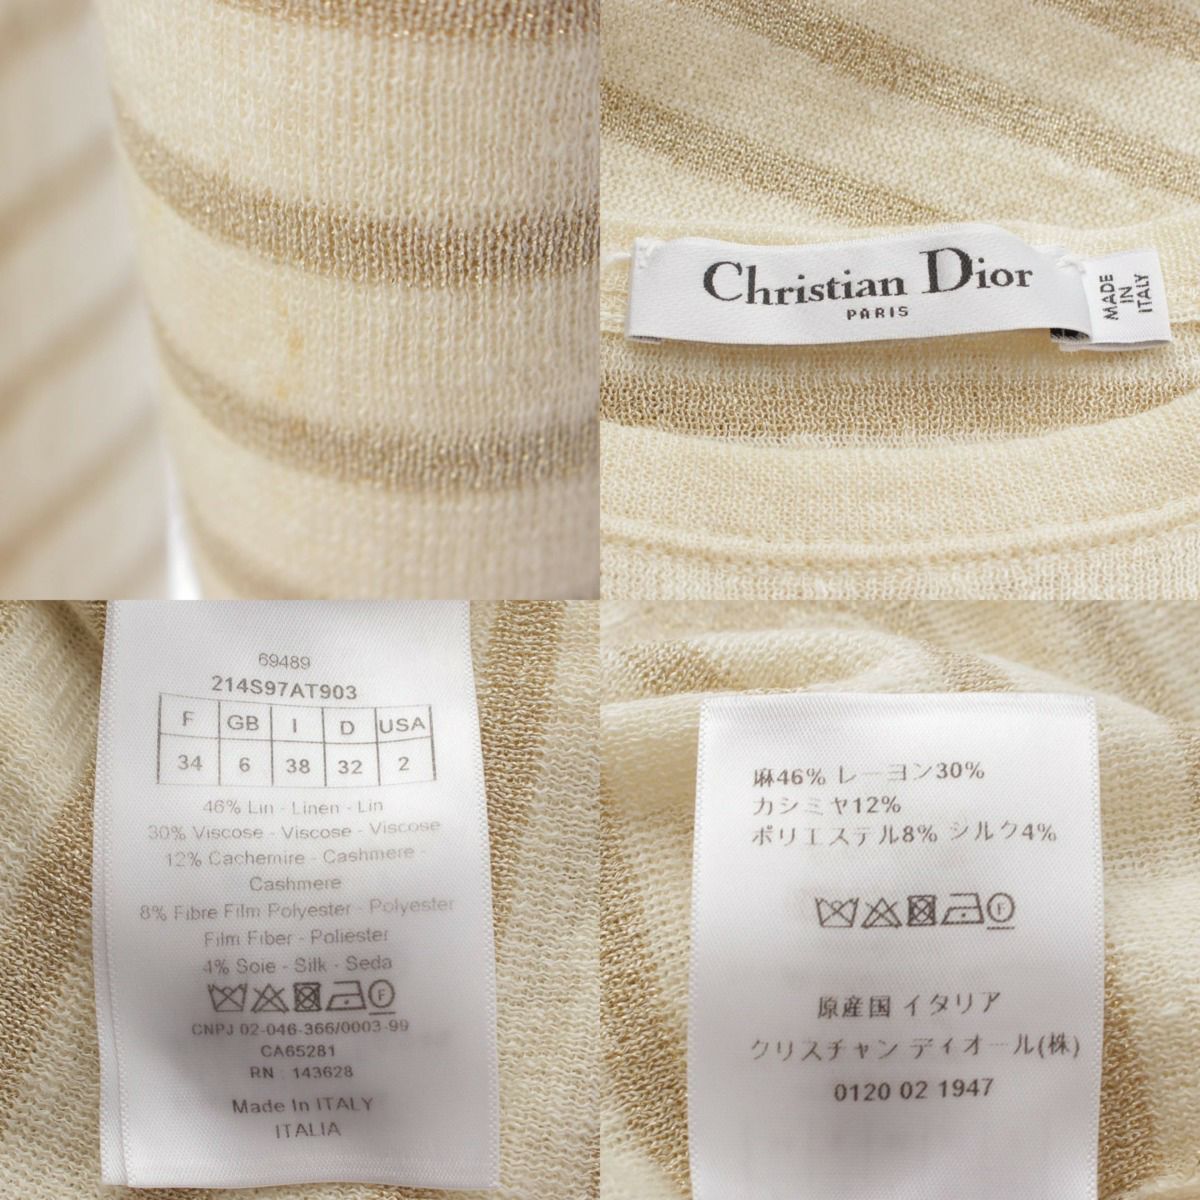 Christian Dior
PARIS
MADE
IN
ITALY
69489
214S97AT903
F GB I D USA
34 6 38 32 2
46% Lin - Linen - Lin
30% Viscose - Viscose - Viscose
12% Cachemire - Cashmere -
Cashmere
8% Fibre Film Polyester - Polyester
Film Fiber - Poliester
4% Soie - Silk - Seda
F
CNPJ 02-046-366/0003-99
CA65281
RN : 143628
Made In ITALY
ITALIA
麻46% レーヨン30%
カシミヤ12%
ポリエステル8% シルク4%
F
原産国 イタリア
クリスチャン ディオール(株)
0120 02 1947